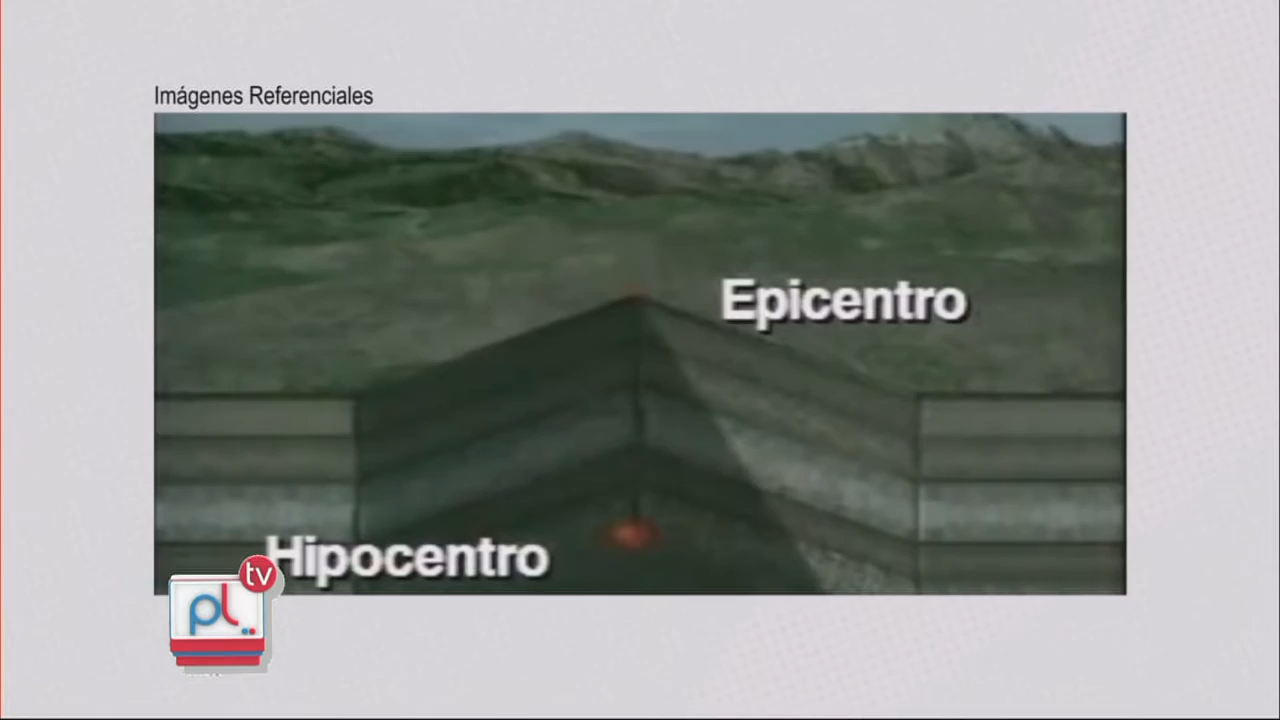 Imágenes Referenciales
Epicentro
Hipocentro
tv
pl